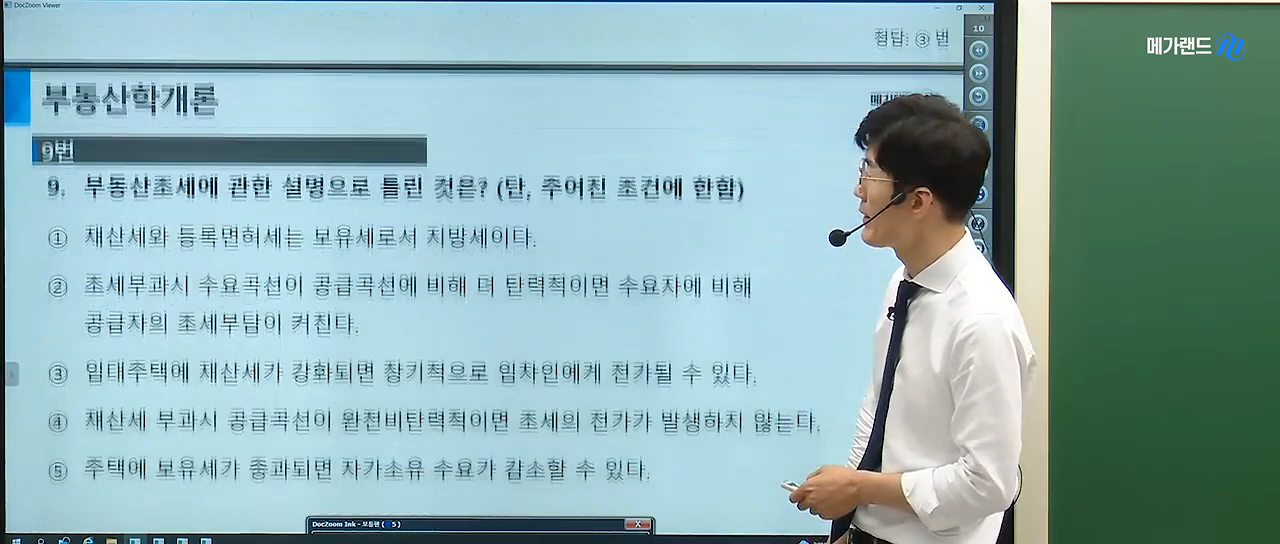 DocZoom Viewer
정답: ③ 번
10
메가랜드
부동산학개론
9번
9. 부동산조세에 관한 설명으로 틀린 것은? (단, 주어진 조건에 한함)
① 재산세와 등록면허세는 보유세로서 지방세이다.
② 조세부과시 수요곡선이 공급곡선에 비해 더 탄력적이면 수요자에 비해
공급자의 조세부담이 커진다.
③ 임대주택에 재산세가 강화되면 장기적으로 임차인에게 전가될 수 있다.
④ 재산세 부과시 공급곡선이 완전비탄력적이면 조세의 전가가 발생하지 않는다.
⑤ 주택에 보유세가 중과되면 자가소유 수요가 감소할 수 있다.
DocZoom Ink - 보통펜 ( 5 )